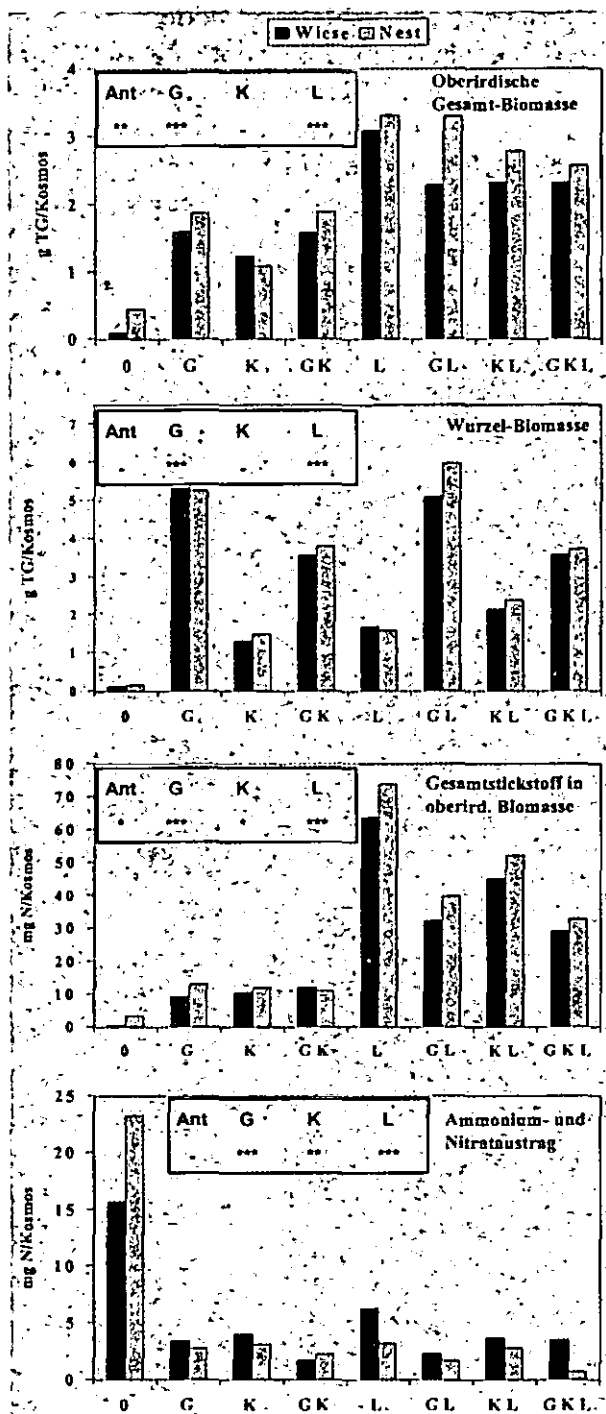 Wiese Nest
Oberirdische
Gesamt-Biomasse
Ant G K L
** *** - ***
g TG/Kosmos
4
3
2
1
0
0 G K GK L GL KL GKL
Wurzel-Biomasse
Ant G K L
- *** - ***
g TG/Kosmos
7
6
5
4
3
2
1
0
0 G K GK L GL KL GKL
Gesamtstickstoff in
oberird. Biomasse
Ant G K L
* *** * ***
mg N/Kosmos
80
70
60
50
40
30
20
10
0
0 G K GK L GL KL GKL
Ammonium- und
Nitrataustrag
Ant G K L
- *** ** ***
mg N/Kosmos
25
20
15
10
5
0
0 G K GK L GL KL GKL